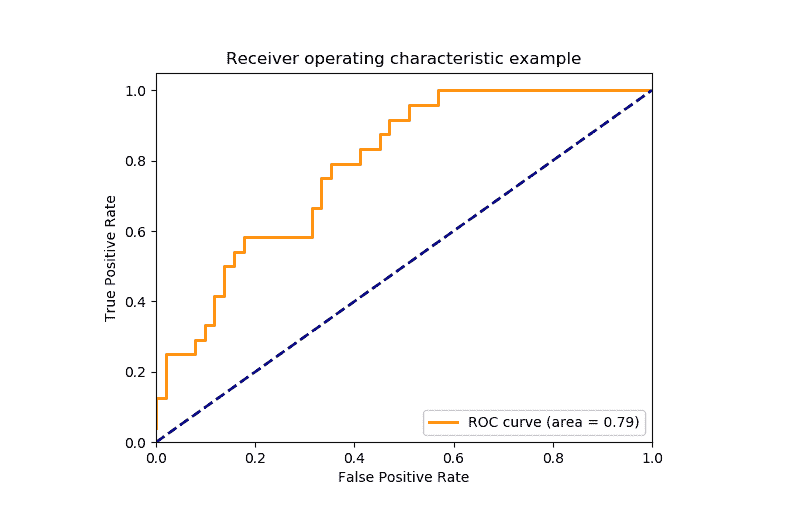 Receiver operating characteristic example
1.0
0.8
0.6
0.4
0.2
0.0
True Positive Rate
ROC curve (area = 0.79)
0.0 0.2 0.4 0.6 0.8 1.0
False Positive Rate